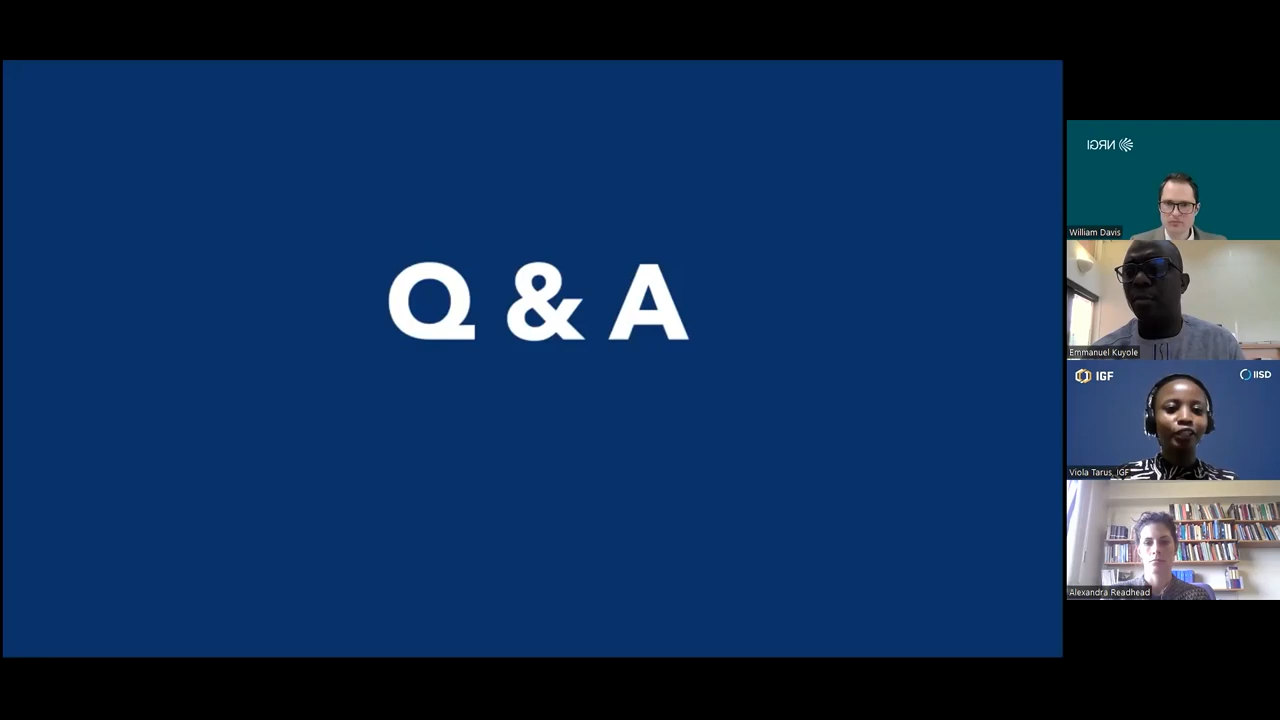 Q & A
NRGI
William Davis
Emmanuel Kuyole
IGF
IISD
Viola Tarus, IGF
Alexandra Readhead